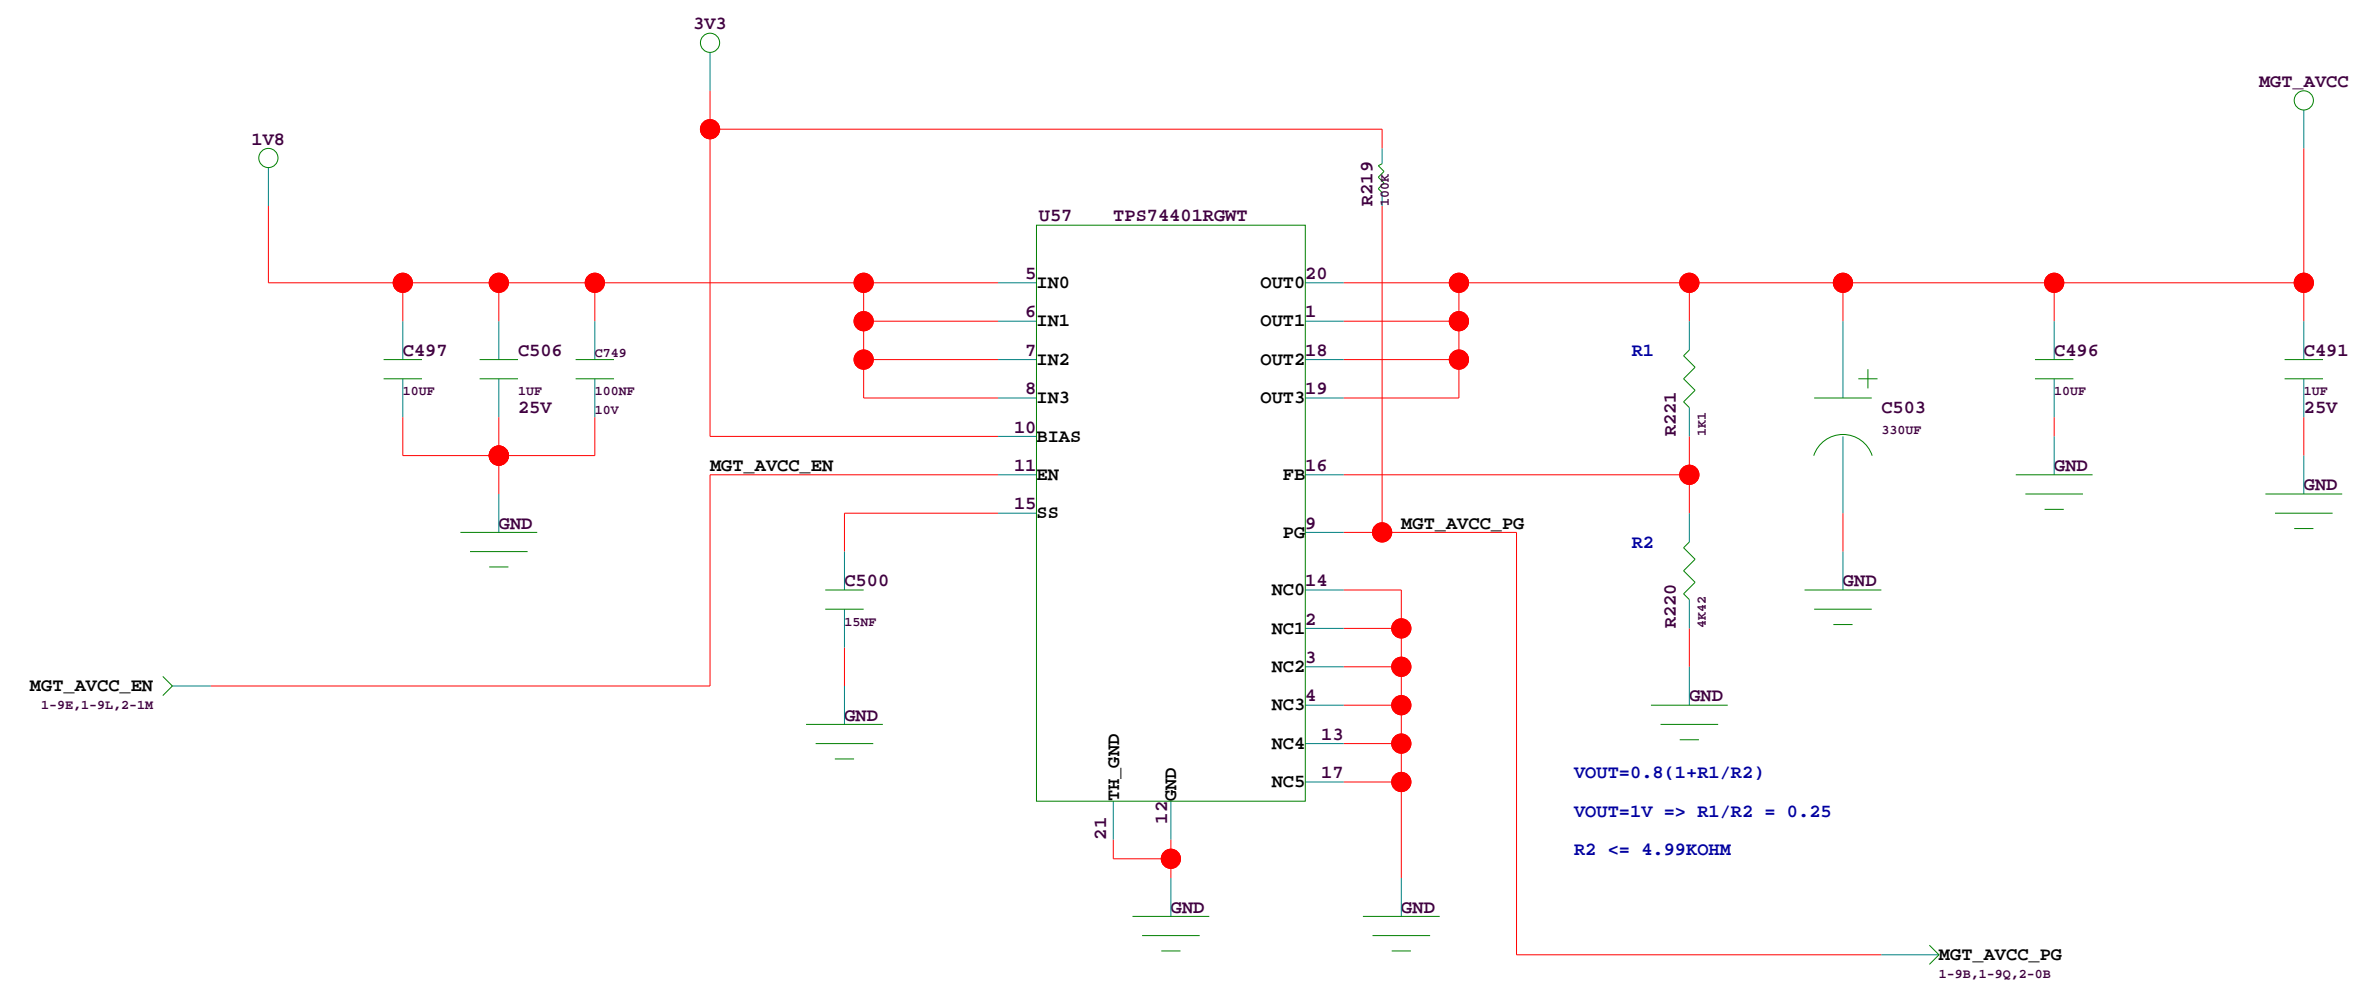 3V3
MGT_AVCC
1V8
R219
100K
U57 TPS74401RGWT
5 IN0
6 IN1
7 IN2
8 IN3
10 BIAS
MGT_AVCC_EN 11 EN
15 SS
OUT0 20
OUT1 1
OUT2 18
OUT3 19
FB 16
PG 9 MGT_AVCC_PG
NC0 14
NC1 2
NC2 3
NC3 4
NC4 13
NC5 17
TH_GND 21
GND 12
GND
GND
C497
10UF
C506
1UF
25V
C749
100NF
10V
GND
C500
15NF
GND
MGT_AVCC_EN
1-9E,1-9L,2-1M
R1
R221
1K1
R2
R220
4K42
GND
C503
330UF
GND
C496
10UF
GND
C491
1UF
25V
GND
VOUT=0.8(1+R1/R2)
VOUT=1V => R1/R2 = 0.25
R2 <= 4.99KOHM
MGT_AVCC_PG
1-9B,1-9Q,2-0B